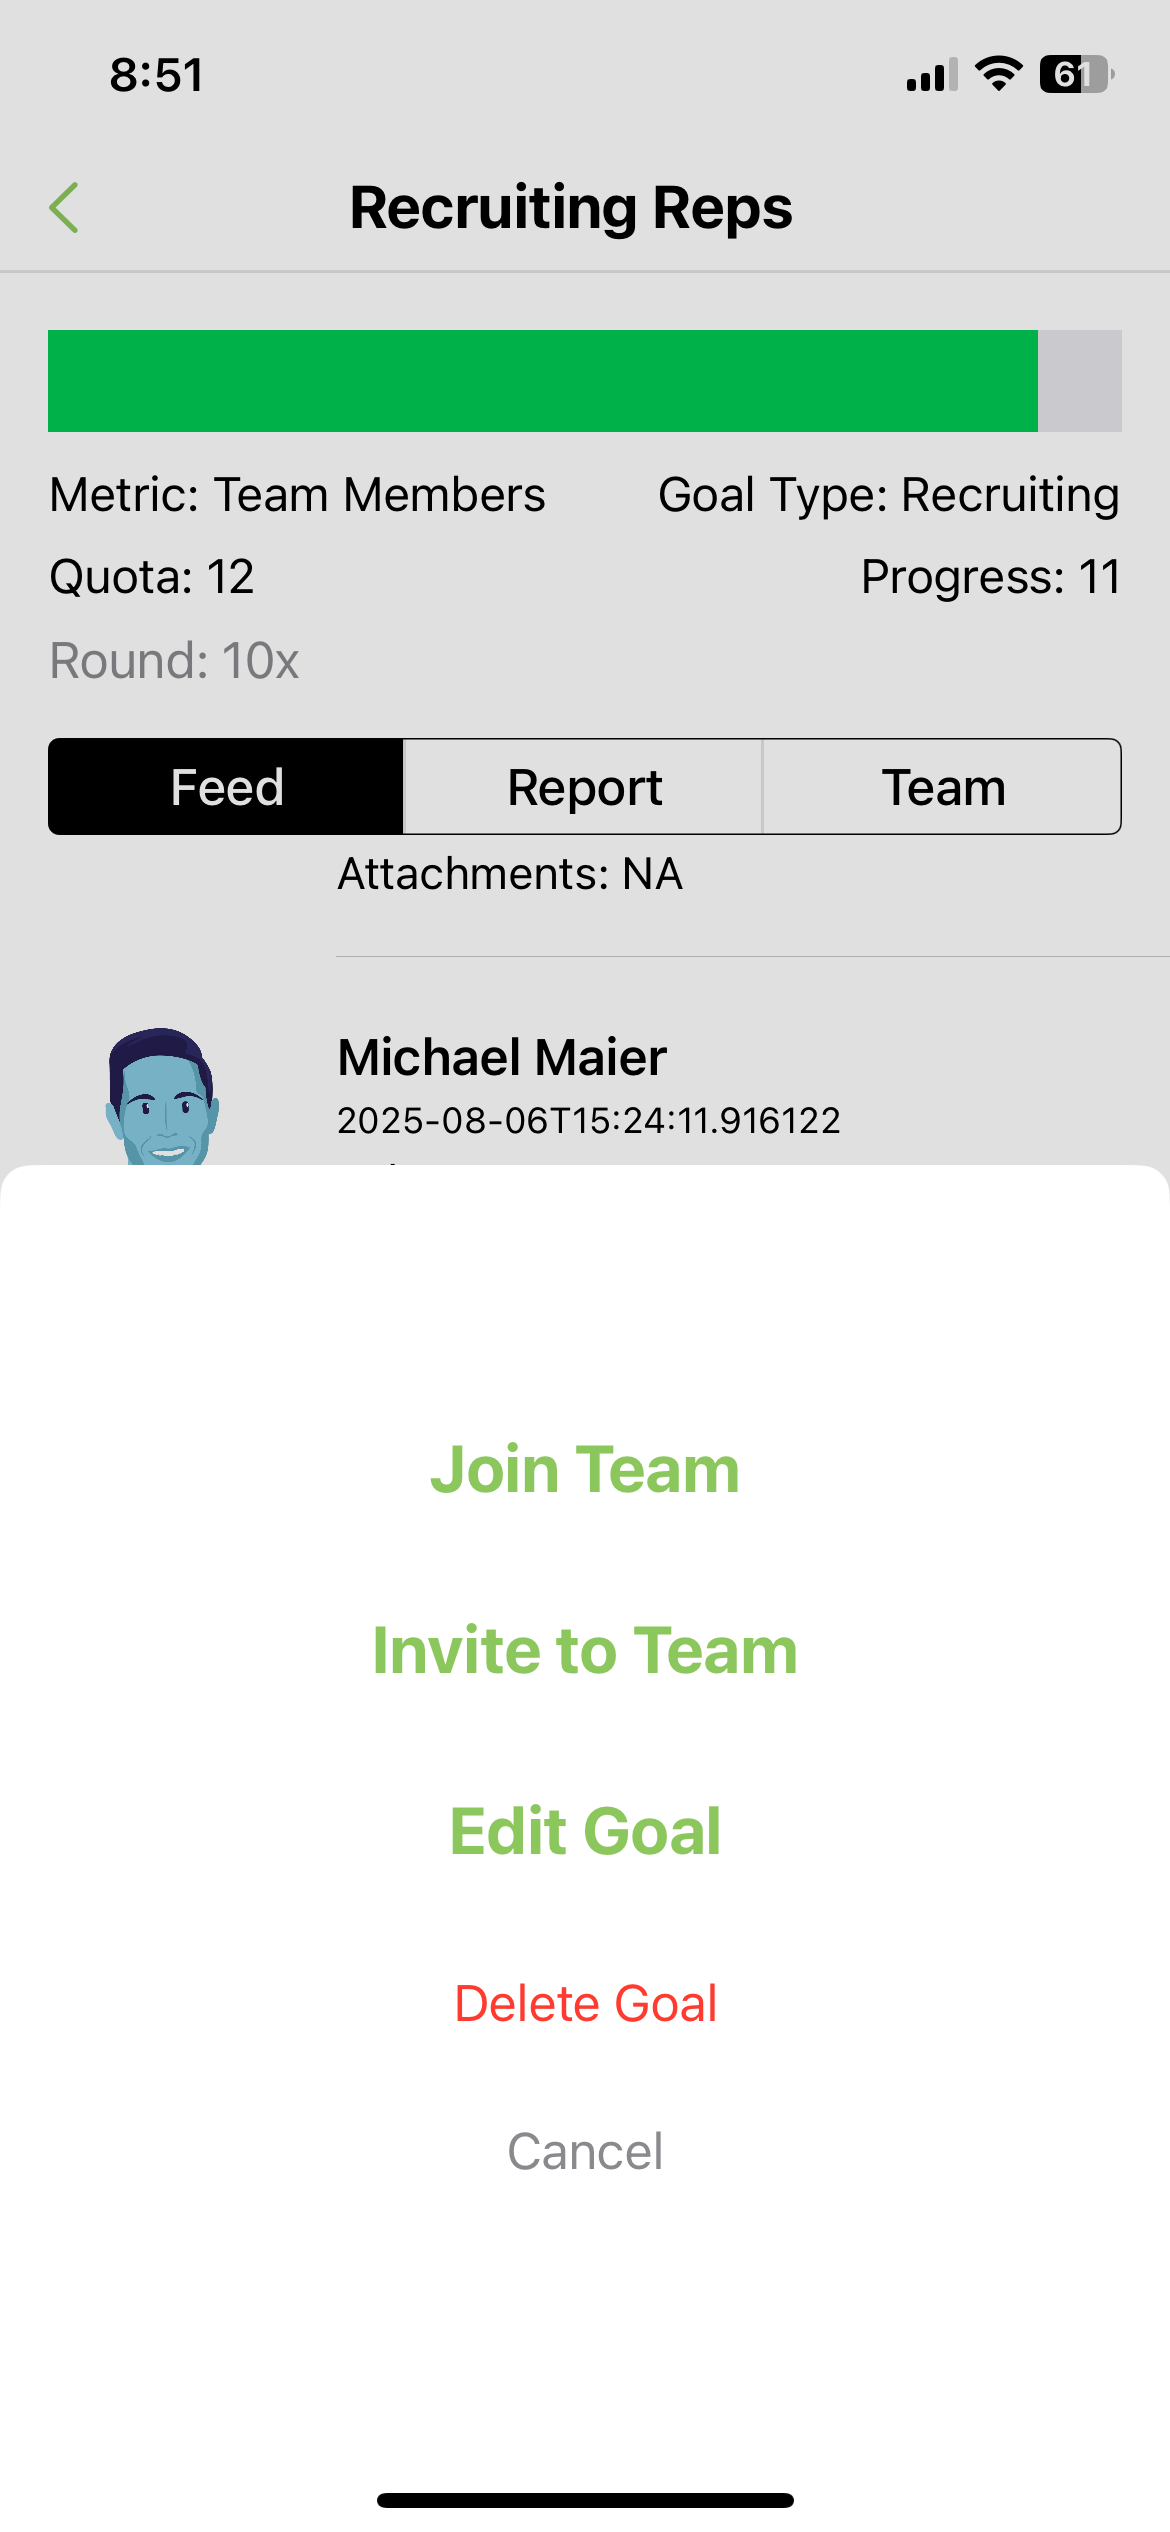 8:51
61
Recruiting Reps
Metric: Team Members
Goal Type: Recruiting
Quota: 12
Progress: 11
Round: 10x
Feed
Report
Team
Attachments: NA
Michael Maier
2025-08-06T15:24:11.916122
Join Team
Invite to Team
Edit Goal
Delete Goal
Cancel